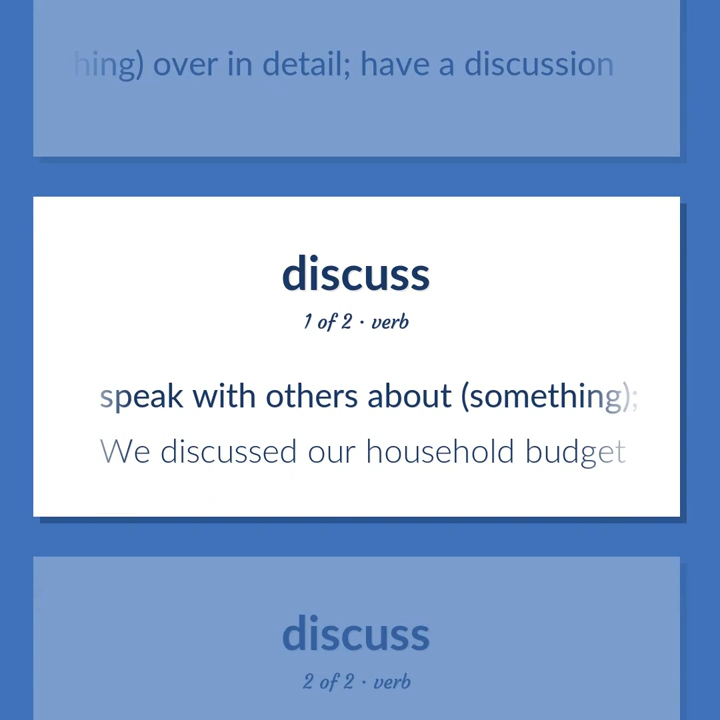 over in detail; have a discussion
discuss
1 of 2 · verb
speak with others about (something);
We discussed our household budget
discuss
2 of 2 · verb